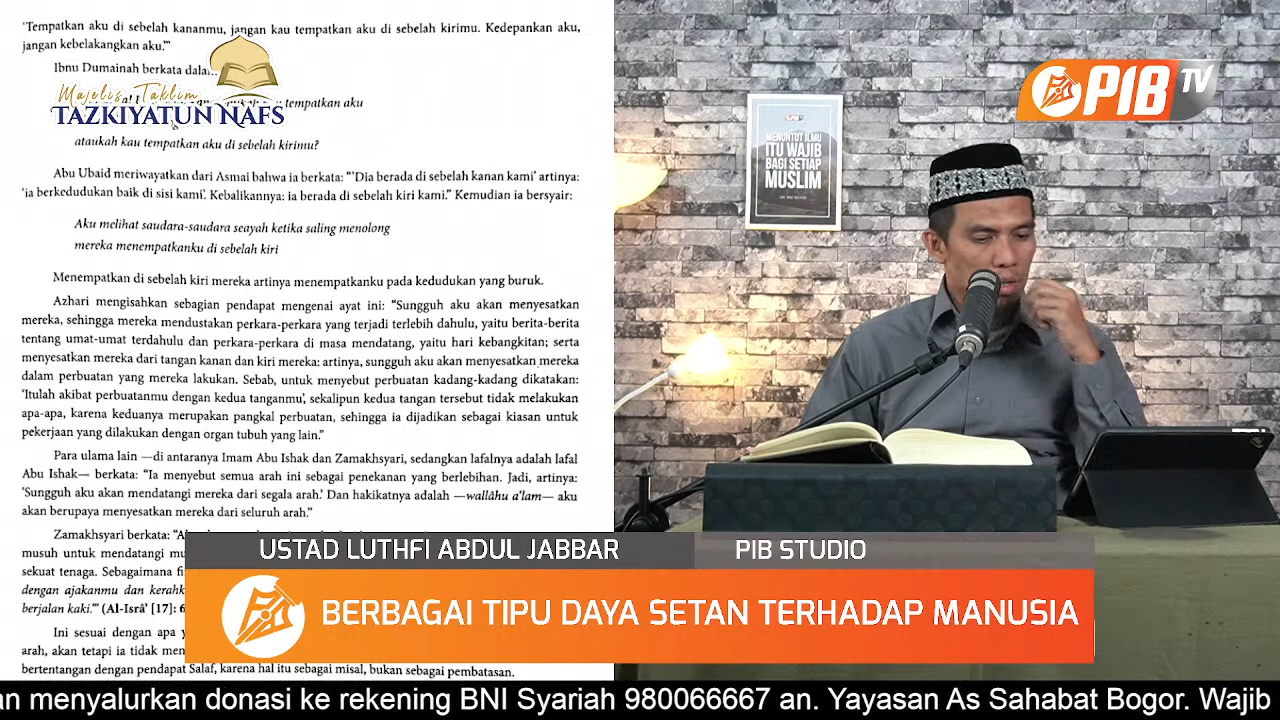 'Tempatkan aku di sebelah kananmu, jangan kau tempatkan aku di sebelah kirimu. Kedepankan aku,
jangan kebelakangkan aku.'"
Ibnu Dumainah berkata dalam
tempatkan aku
ataukah kau tempatkan aku di sebelah kirimu?
Abu Ubaid meriwayatkan dari Asmai bahwa ia berkata: "'Dia berada di sebelah kanan kami' artinya:
'ia berkedudukan baik di sisi kami'. Kebalikannya: ia berada di sebelah kiri kami." Kemudian ia bersyair:
Aku melihat saudara-saudara seayah ketika saling menolong
mereka menempatkanku di sebelah kiri
Menempatkan di sebelah kiri mereka artinya menempatkanku pada kedudukan yang buruk.
Azhari mengisahkan sebagian pendapat mengenai ayat ini: "Sungguh aku akan menyesatkan
mereka, sehingga mereka mendustakan perkara-perkara yang terjadi terlebih dahulu, yaitu berita-berita
tentang umat-umat terdahulu dan perkara-perkara di masa mendatang, yaitu hari kebangkitan; serta
menyesatkan mereka dari tangan kanan dan kiri mereka: artinya, sungguh aku akan menyesatkan mereka
dalam perbuatan yang mereka lakukan. Sebab, untuk menyebut perbuatan kadang-kadang dikatakan:
'Itulah akibat perbuatanmu dengan kedua tanganmu', sekalipun kedua tangan tersebut tidak melakukan
apa-apa, karena keduanya merupakan pangkal perbuatan, sehingga ia dijadikan sebagai kiasan untuk
pekerjaan yang dilakukan dengan organ tubuh yang lain."
Para ulama lain —di antaranya Imam Abu Ishak dan Zamakhsyari, sedangkan lafalnya adalah lafal
Abu Ishak— berkata: "Ia menyebut semua arah ini sebagai penekanan yang berlebihan. Jadi, artinya:
'Sungguh aku akan mendatangi mereka dari segala arah.' Dan hakikatnya adalah —wallâhu a'lam— aku
akan berupaya menyesatkan mereka dari seluruh arah."
Zamakhsyari berkata:
musuh untuk mendatangi
sekuat tenaga. Sebagaimana
dengan ajakanmu dan
berjalan kaki.'" (Al-Isrâ' [17]:
Ini sesuai dengan apa
arah, akan tetapi ia tidak
bertentangan dengan pendapat Salaf, karena hal itu sebagai misal, bukan sebagai pembatasan.
Majelis Taklim
TAZKIYATUN NAFS
PIB TV
MENUNTUT ILMU
ITU WAJIB
BAGI SETIAP
MUSLIM
USTAD LUTHFI ABDUL JABBAR
PIB STUDIO
BERBAGAI TIPU DAYA SETAN TERHADAP MANUSIA
menyalurkan donasi ke rekening BNI Syariah 980066667 an. Yayasan As Sahabat Bogor. Wajib